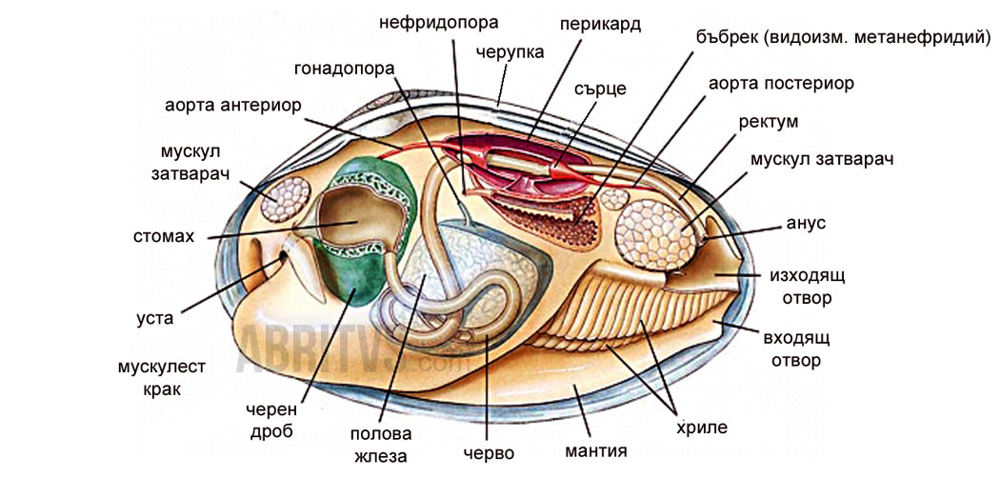 нефридопора
перикард
бъбрек (видоизм. метанефридий)
черупка
гонадопора
сърце
аорта постериор
аорта антериор
ректум
мускул
затварач
мускул затварач
стомах
анус
изходящ
отвор
уста
входящ
отвор
мускулест
крак
ABRITVS.com
черен
дроб
полова
жлеза
черво
мантия
хриле